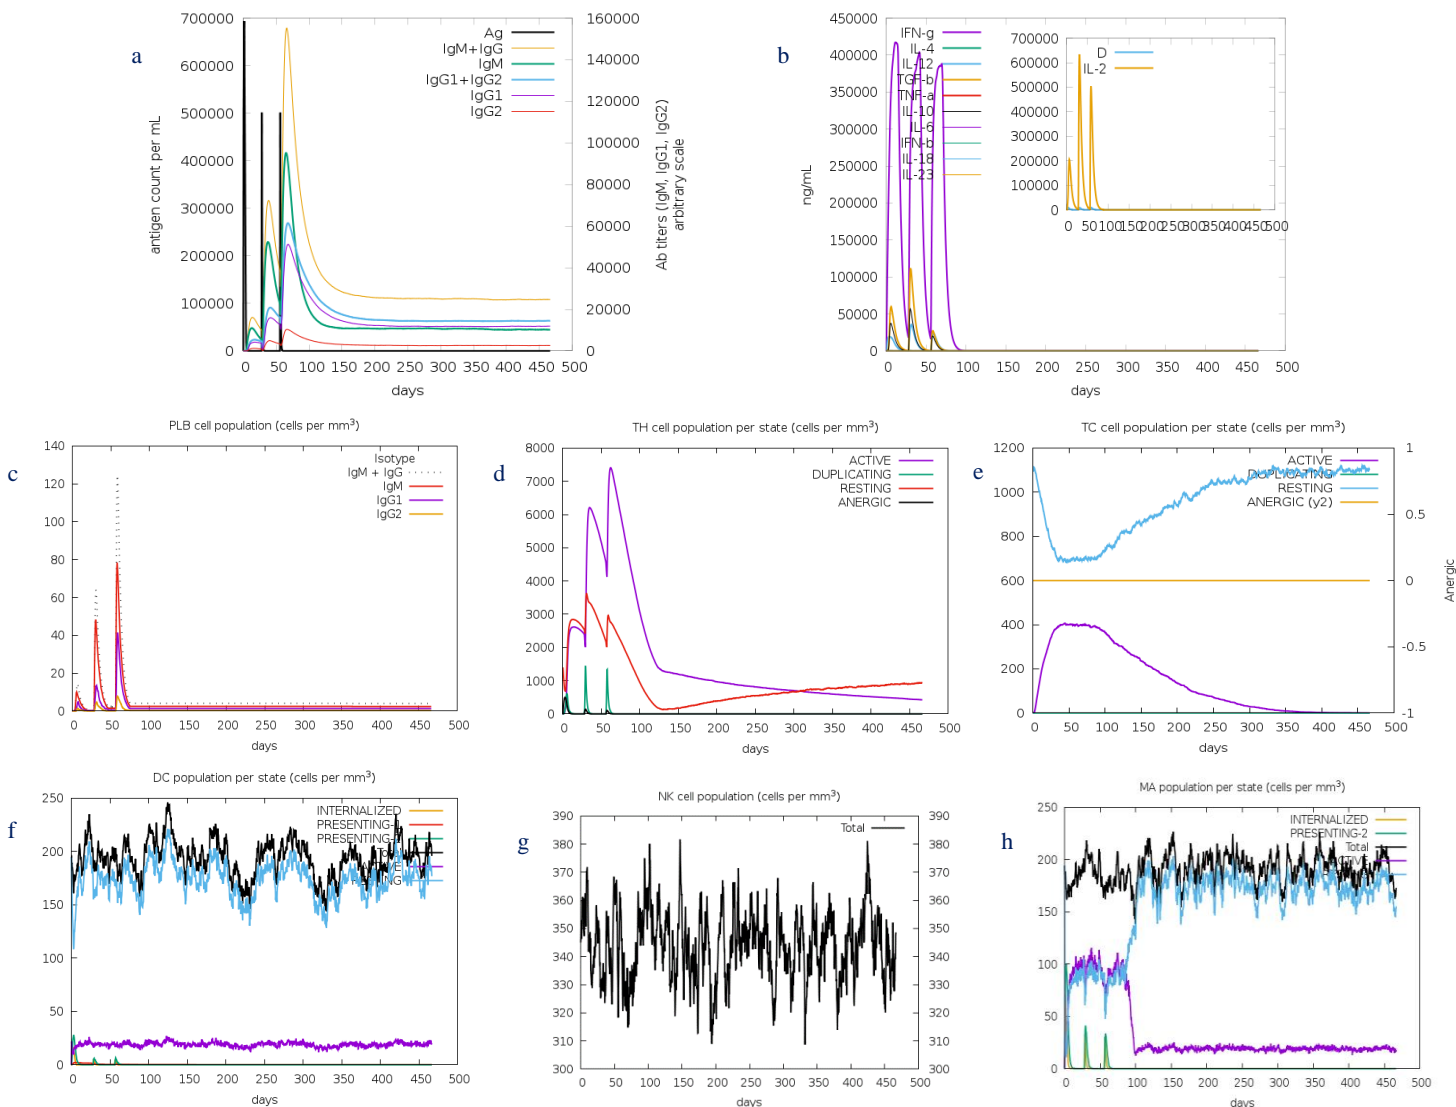 a
700000
600000
500000
400000
300000
200000
100000
0
antigen count per mL
160000
140000
120000
100000
80000
60000
40000
20000
0
Ab titers (IgM, IgG1, IgG2)
arbitrary scale
Ag
IgM+IgG
IgM
IgG1+IgG2
IgG1
IgG2
0 50 100 150 200 250 300 350 400 450 500
days
b
450000
400000
350000
300000
250000
200000
150000
100000
50000
0
ng/mL
IFN-g
IL-4
IL-12
TGF-b
TNF-a
IL-10
IL-6
IFN-b
IL-18
IL-23
0 50 100 150 200 250 300 350 400 450 500
days
700000
600000
500000
400000
300000
200000
100000
0
D
IL-2
0 50 100 150 200 250 300 350 400 450 500
c
PLB cell population (cells per mm³)
140
120
100
80
60
40
20
0
Isotype
IgM + IgG
IgM
IgG1
IgG2
0 50 100 150 200 250 300 350 400 450 500
days
d
TH cell population per state (cells per mm³)
8000
7000
6000
5000
4000
3000
2000
1000
0
ACTIVE
DUPLICATING
RESTING
ANERGIC
0 50 100 150 200 250 300 350 400 450 500
days
e
TC cell population per state (cells per mm³)
1200
1000
800
600
400
200
0
ACTIVE
DUPLICATING
RESTING
ANERGIC (y2)
1
0.5
0
-0.5
-1
Anergic
0 50 100 150 200 250 300 350 400 450 500
days
f
DC population per state (cells per mm³)
250
200
150
100
50
0
INTERNALIZED
PRESENTING-
PRESENTING-
Total
0 50 100 150 200 250 300 350 400 450 500
days
g
NK cell population (cells per mm³)
390
380
370
360
350
340
330
320
310
300
Total
390
380
370
360
350
340
330
320
310
300
0 50 100 150 200 250 300 350 400 450 500
days
h
MA population per state (cells per mm³)
250
200
150
100
50
0
INTERNALIZED
PRESENTING-2
Total
ACTIVE
0 50 100 150 200 250 300 350 400 450 500
days